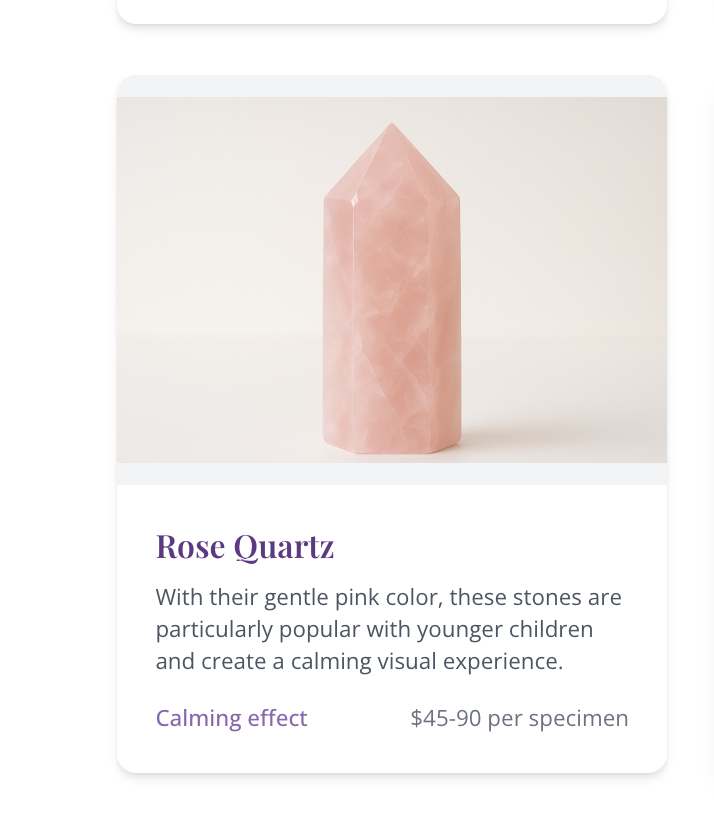 Rose Quartz
With their gentle pink color, these stones are
particularly popular with younger children
and create a calming visual experience.
Calming effect
$45-90 per specimen